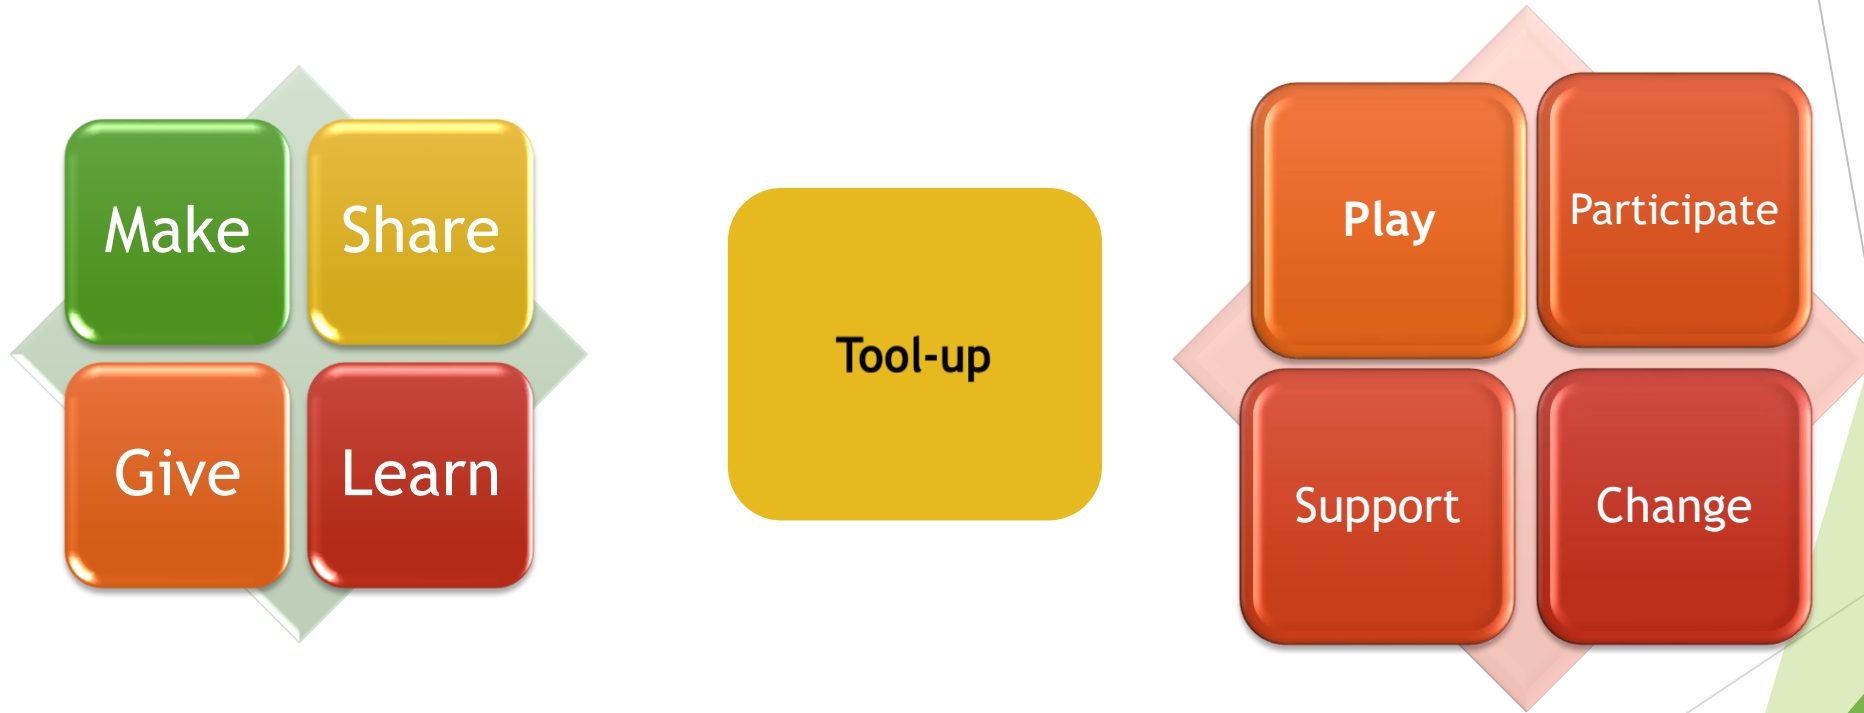 Make
Share
Give
Learn
Tool-up
Play
Participate
Support
Change